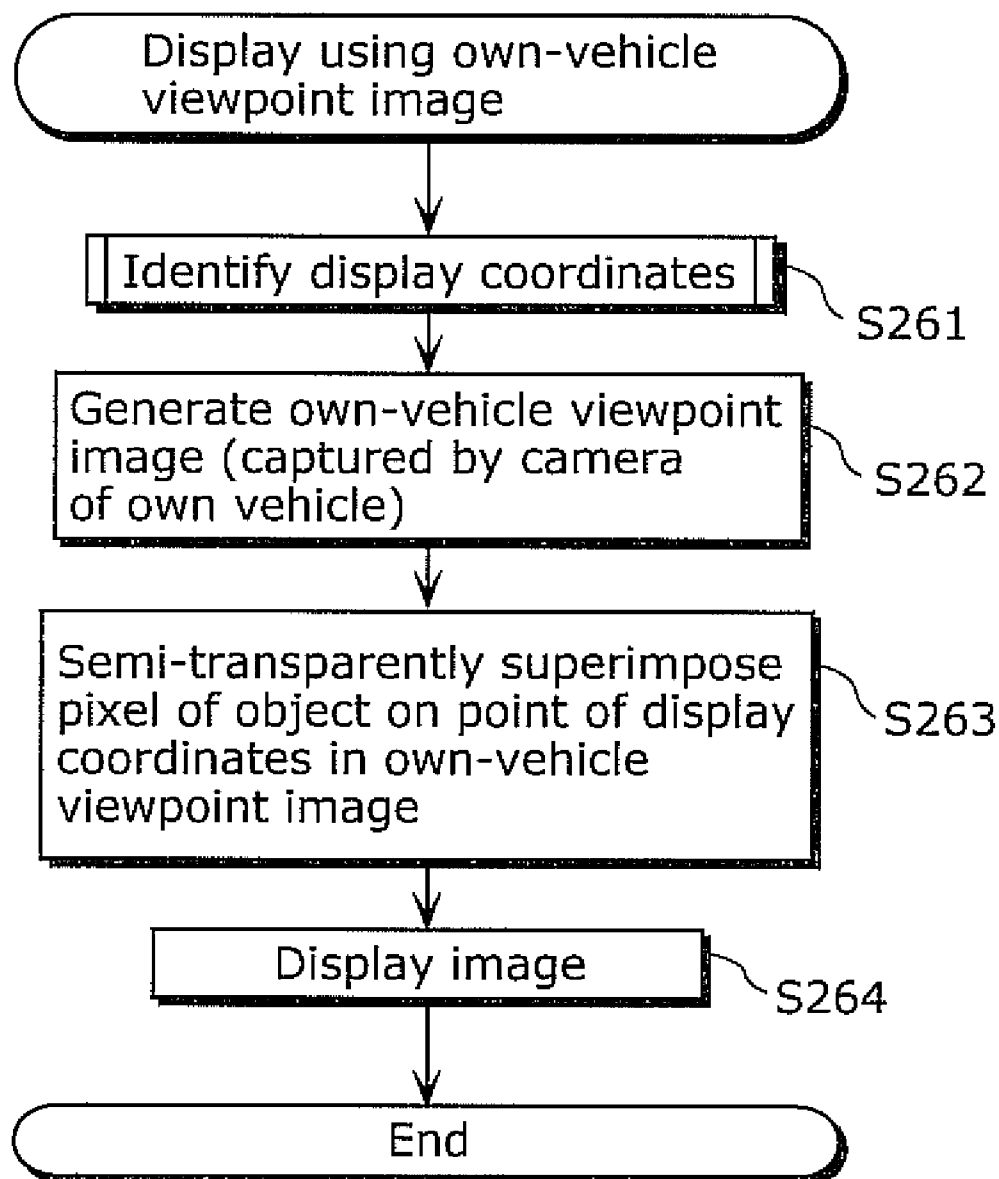 Display using own-vehicle
viewpoint image
Identify display coordinates
S261
Generate own-vehicle viewpoint
image (captured by camera
of own vehicle)
S262
Semi-transparently superimpose
pixel of object on point of display
coordinates in own-vehicle
viewpoint image
S263
Display image
S264
End